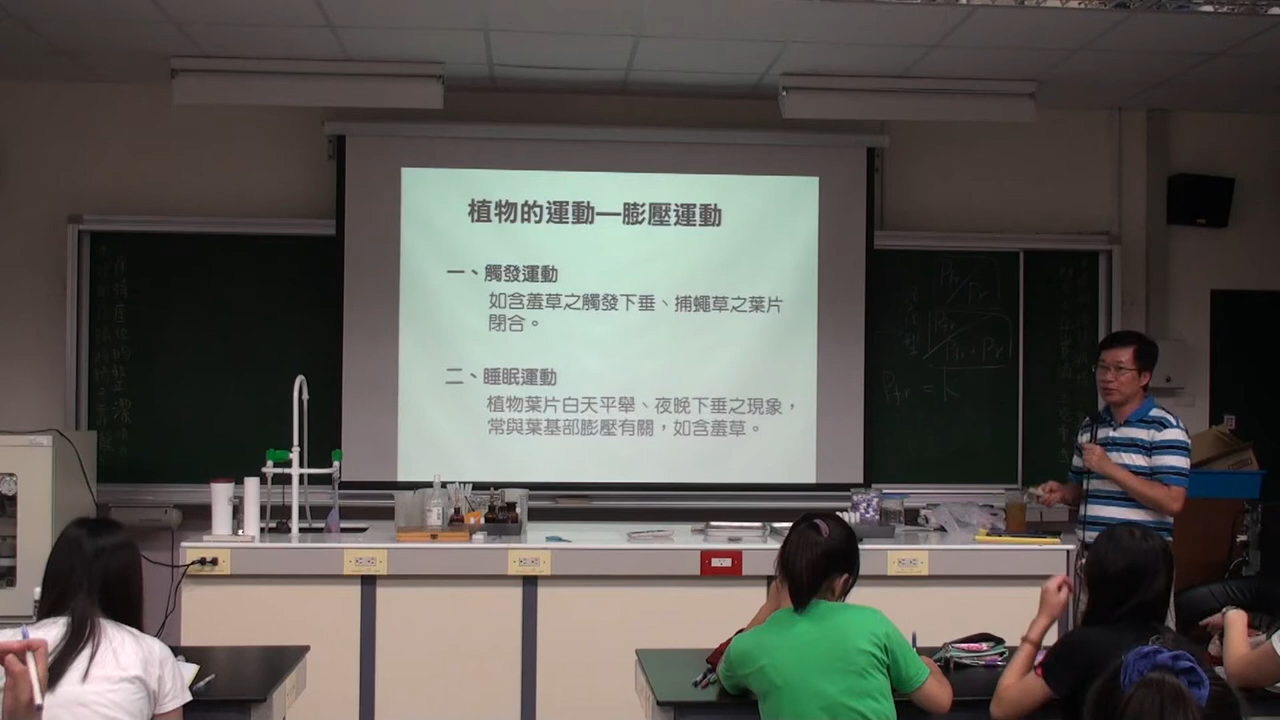 植物的運動—膨壓運動
一、觸發運動
如含羞草之觸發下垂、捕蠅草之葉片
閉合。
二、睡眠運動
植物葉片白天平舉、夜晚下垂之現象，
常與葉基部膨壓有關，如含羞草。
Pfr = k